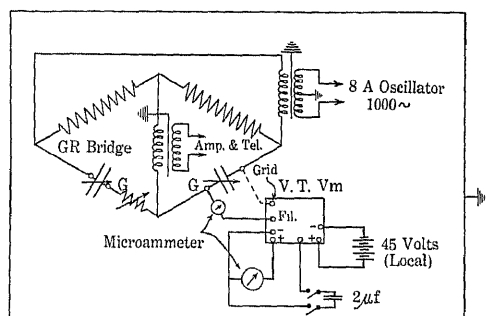 8 A Oscillator
1000~
GR Bridge
Amp. & Tel.
G
G
Grid
V. T. Vm
Fil.
-
+
-
+ +
Microammeter
45 Volts
(Local)
2μf